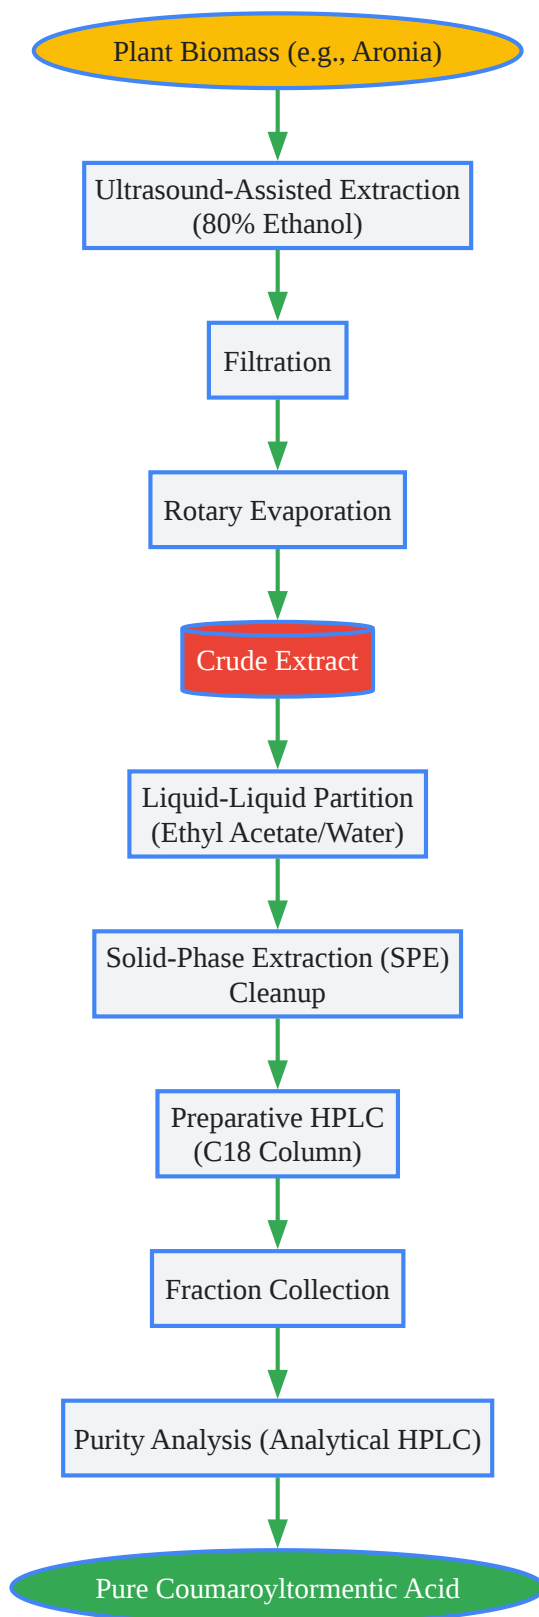 Plant Biomass (e.g., Aronia)
Ultrasound-Assisted Extraction
(80% Ethanol)
Filtration
Rotary Evaporation
Crude Extract
Liquid-Liquid Partition
(Ethyl Acetate/Water)
Solid-Phase Extraction (SPE)
Cleanup
Preparative HPLC
(C18 Column)
Fraction Collection
Purity Analysis (Analytical HPLC)
Pure Coumaroyltormentic Acid